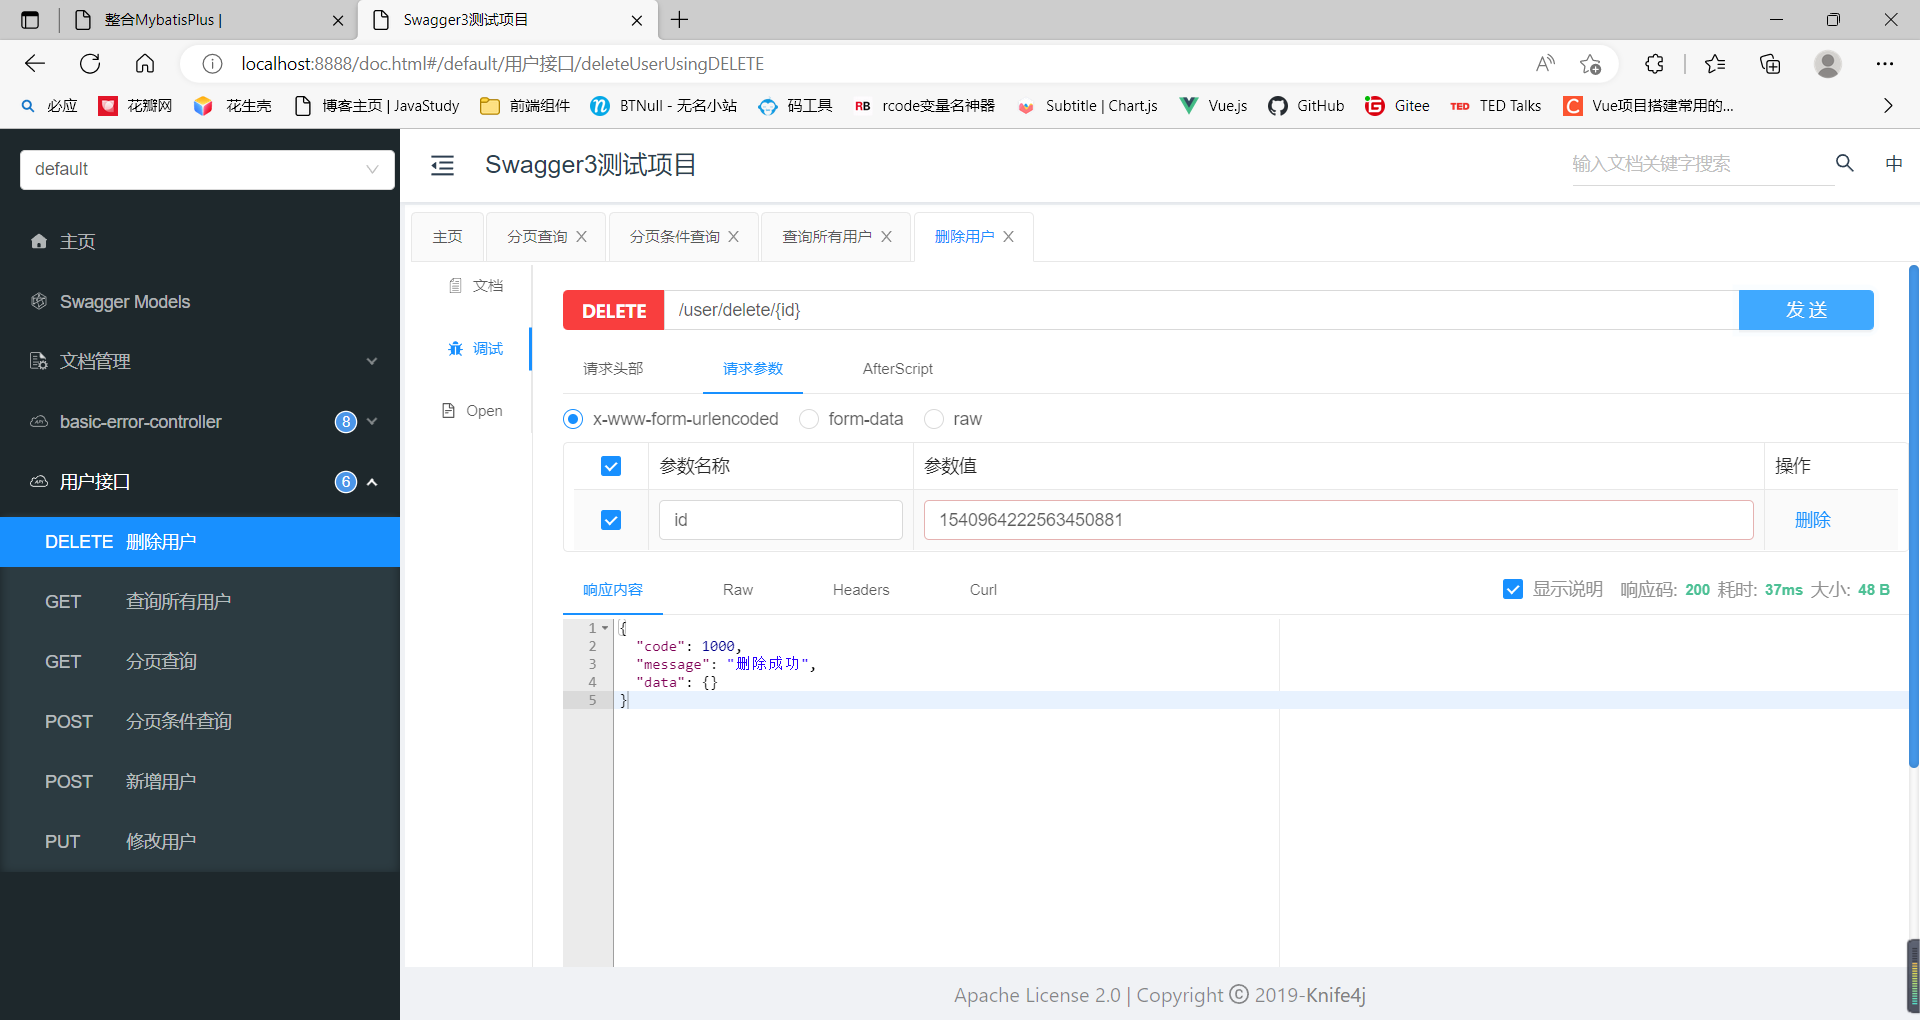 整合MybatisPlus |
Swagger3测试项目
localhost:8888/doc.html#/default/用户接口/deleteUserUsingDELETE
必应 花瓣网 花生壳 博客主页 | JavaStudy 前端组件 BTNull - 无名小站 码工具 RB rcode变量名神器 Subtitle | Chart.js Vue.js GitHub Gitee TED TED Talks Vue项目搭建常用的...
default
主页
Swagger Models
文档管理
basic-error-controller 8
用户接口 6
DELETE 删除用户
GET 查询所有用户
GET 分页查询
POST 分页条件查询
POST 新增用户
PUT 修改用户
Swagger3测试项目
输入文档关键字搜索
中
主页 分页查询 分页条件查询 查询所有用户 删除用户
文档
调试
Open
DELETE /user/delete/{id} 发送
请求头部 请求参数 AfterScript
x-www-form-urlencoded form-data raw
参数名称 参数值 操作
id 1540964222563450881 删除
响应内容 Raw Headers Curl
显示说明 响应码: 200 耗时: 37ms 大小: 48 B
1 {
2 "code": 1000,
3 "message": "删除成功",
4 "data": {}
5 }
Apache License 2.0 | Copyright © 2019-Knife4j